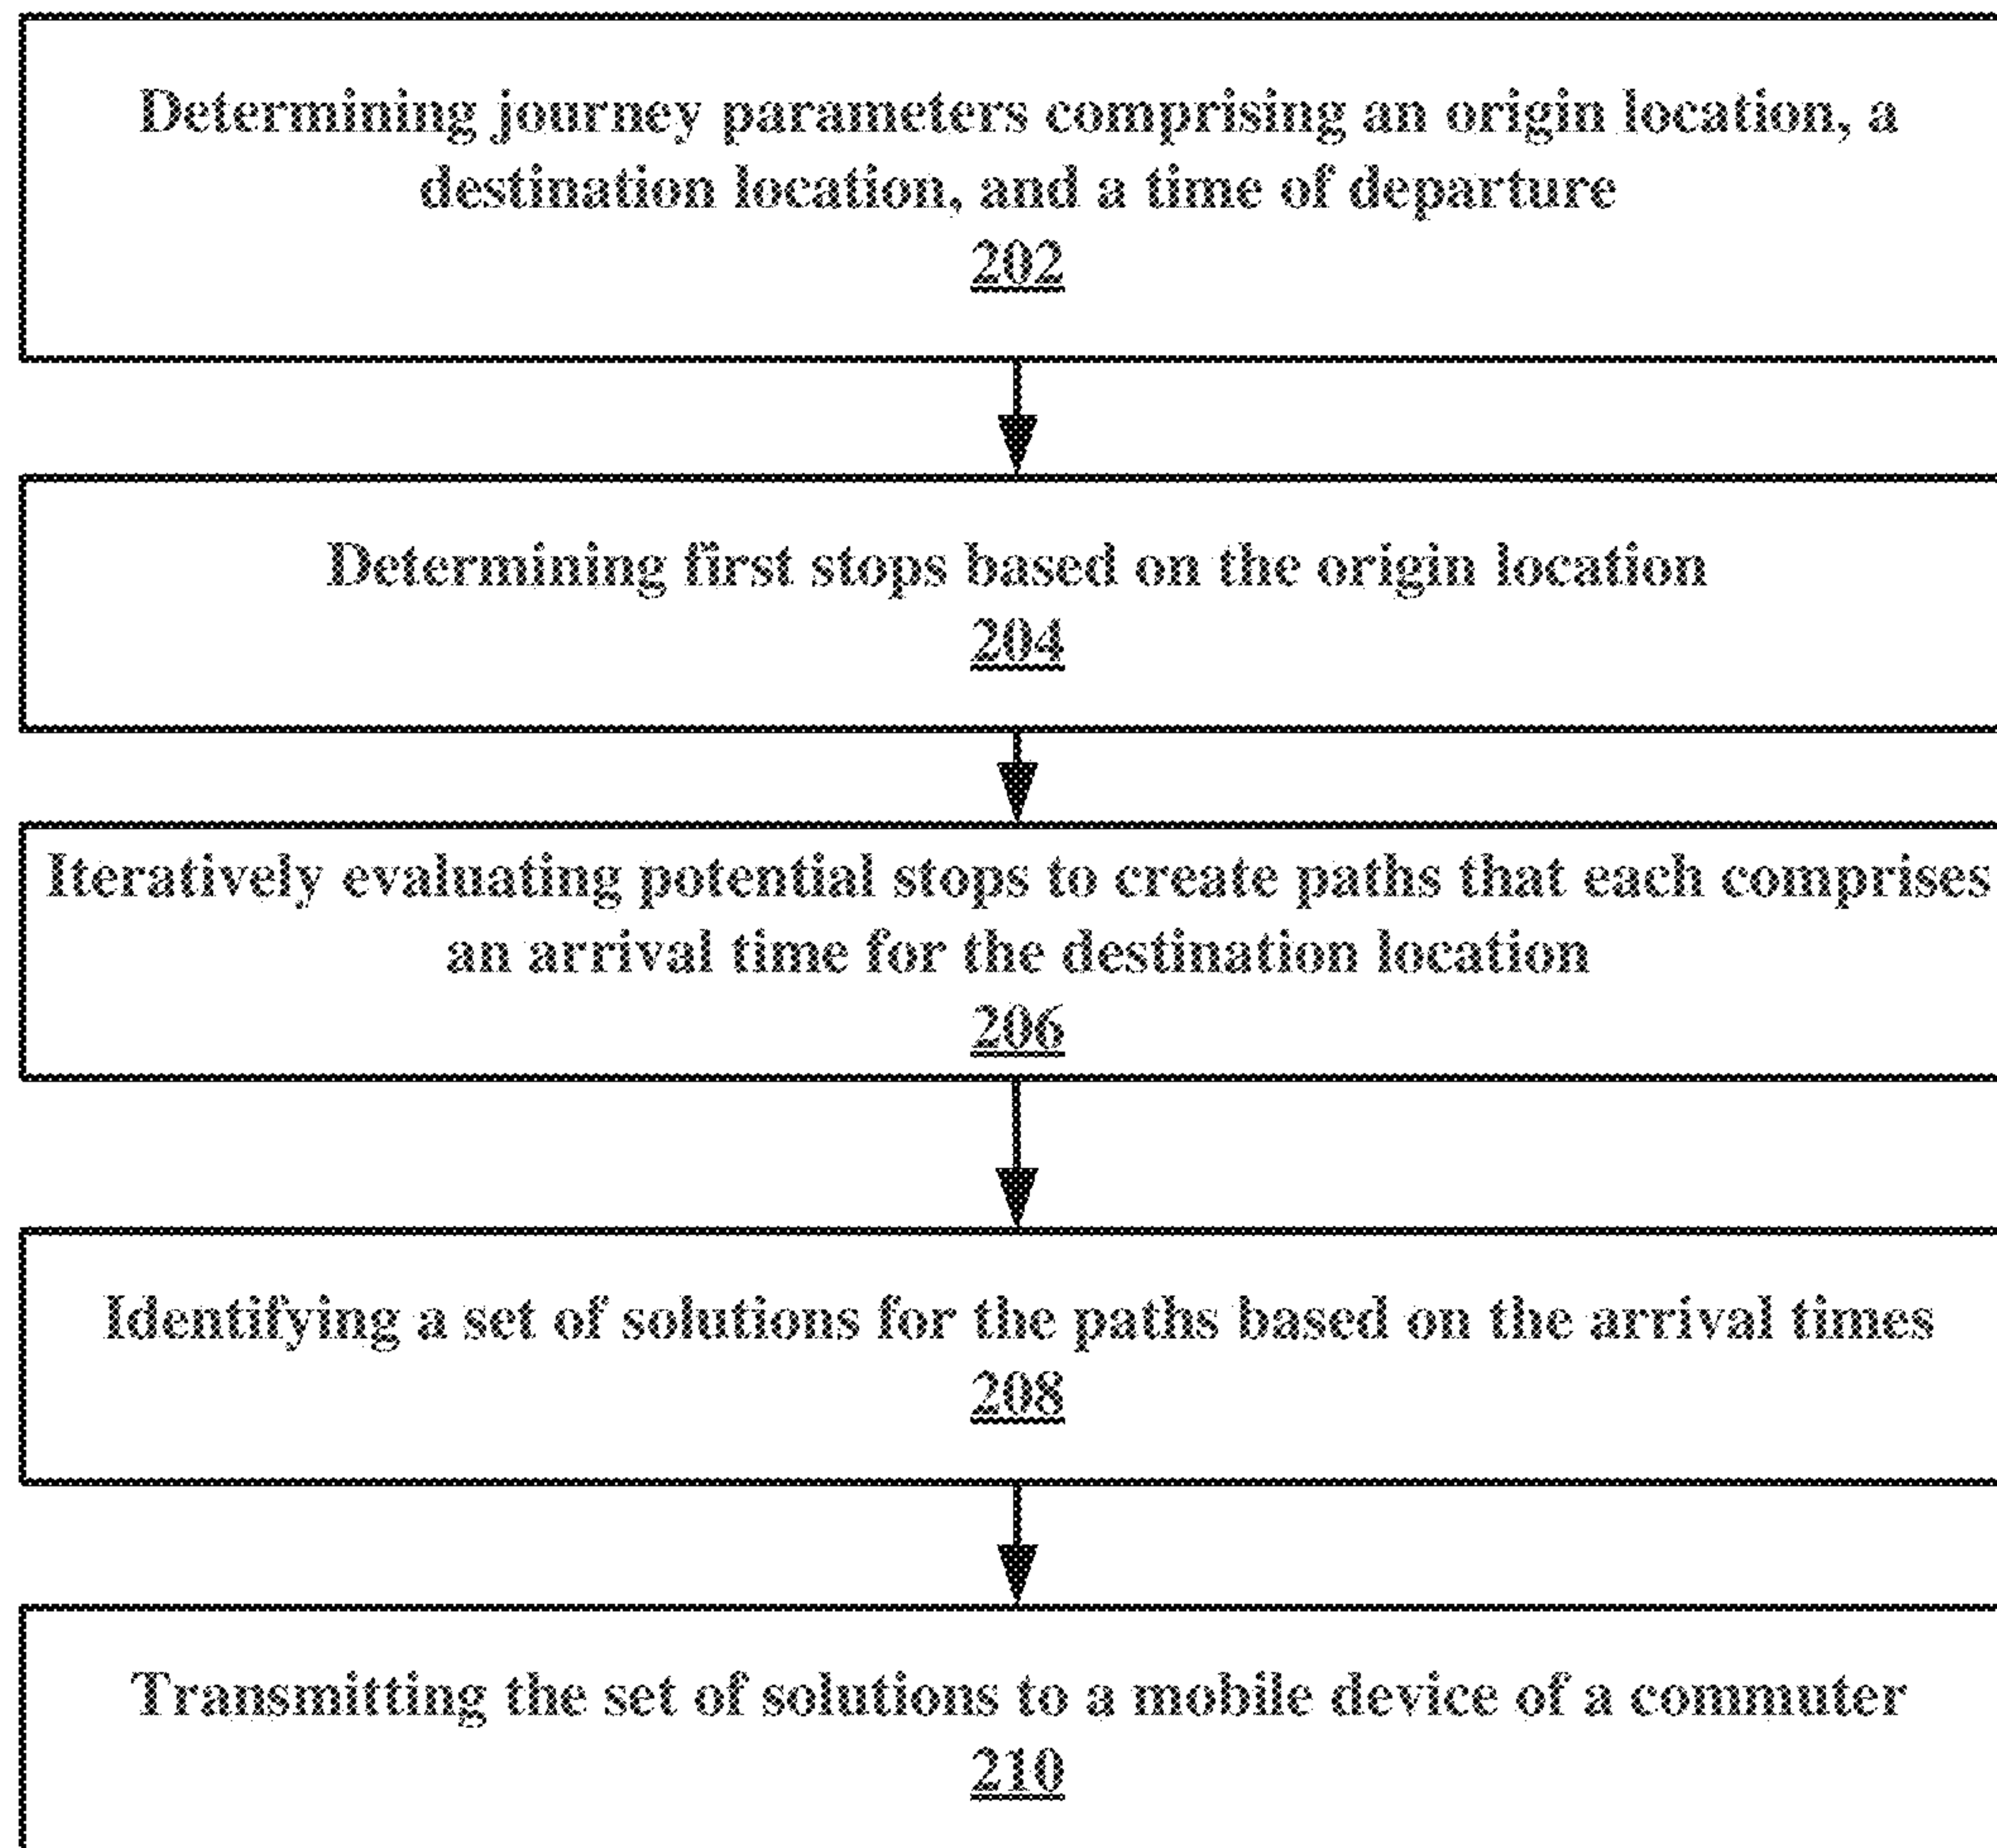 Determining journey parameters comprising an origin location, a
destination location, and a time of departure
202
Determining first stops based on the origin location
204
Iteratively evaluating potential stops to create paths that each comprises
an arrival time for the destination location
206
Identifying a set of solutions for the paths based on the arrival times
208
Transmitting the set of solutions to a mobile device of a commuter
210